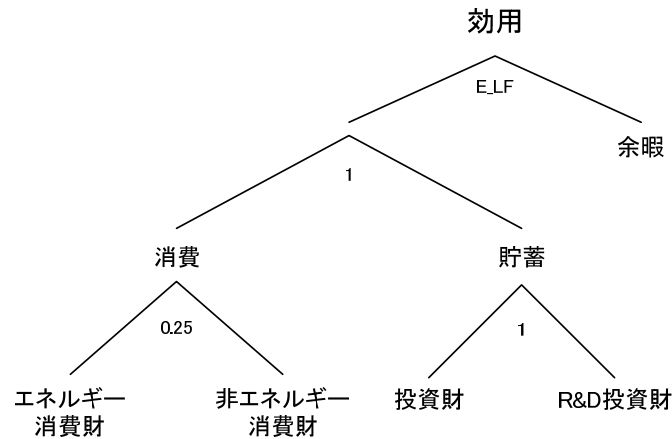 効用
E_LF
余暇
1
消費
貯蓄
0.25
1
エネルギー
消費財
非エネルギー
消費財
投資財
R&D投資財